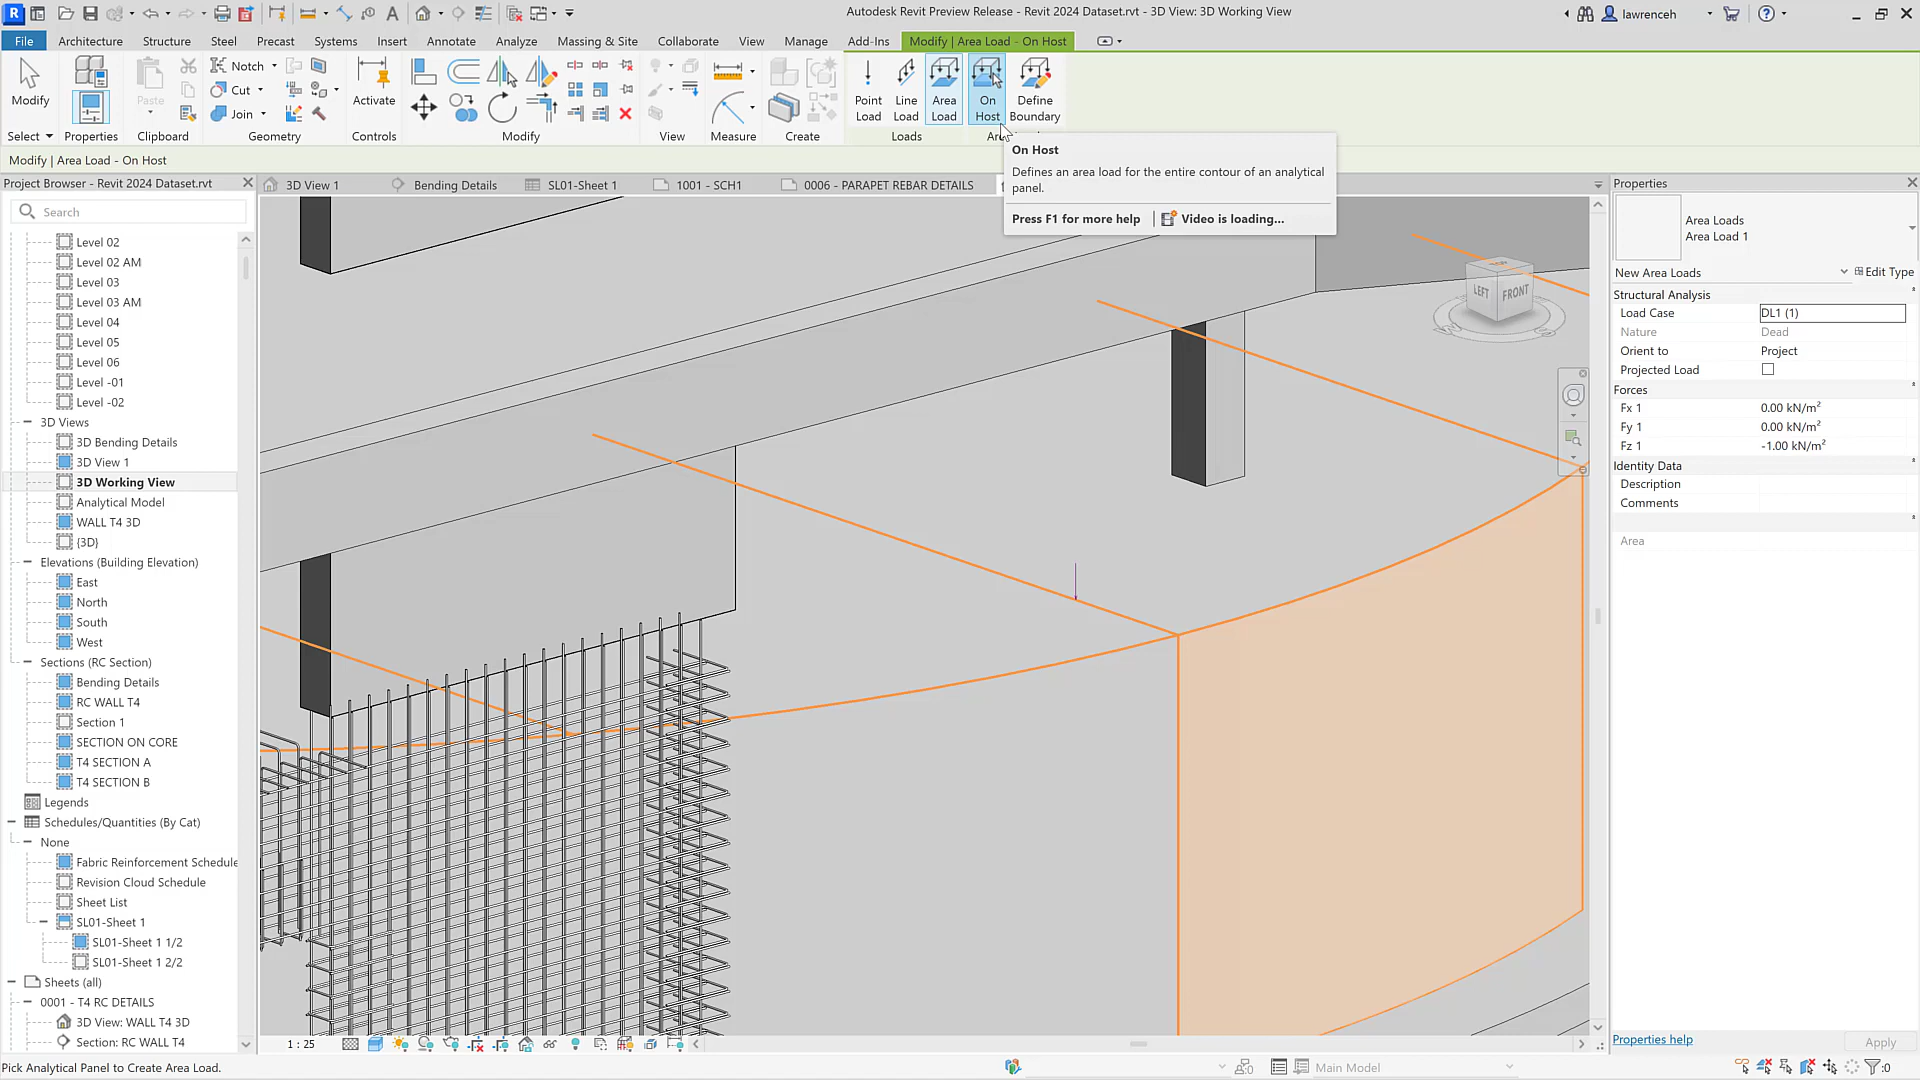 Autodesk Revit Preview Release - Revit 2024 Dataset.rvt - 3D View: 3D Working View
lawrenceh
File
Architecture
Structure
Steel
Precast
Systems
Insert
Annotate
Analyze
Massing & Site
Collaborate
View
Manage
Add-Ins
Modify | Area Load - On Host
Modify
Paste
Notch
Cut
Join
Activate
Point Load
Line Load
Area Load
On Host
Define Boundary
Select
Properties
Clipboard
Geometry
Controls
Modify
View
Measure
Create
Loads
Modify | Area Load - On Host
On Host
Defines an area load for the entire contour of an analytical
panel.
Press F1 for more help
Video is loading...
Project Browser - Revit 2024 Dataset.rvt
3D View 1
Bending Details
SL01-Sheet 1
1001 - SCH1
0006 - PARAPET REBAR DETAILS
Search
Level 02
Level 02 AM
Level 03
Level 03 AM
Level 04
Level 05
Level 06
Level -01
Level -02
3D Views
3D Bending Details
3D View 1
3D Working View
Analytical Model
WALL T4 3D
{3D}
Elevations (Building Elevation)
East
North
South
West
Sections (RC Section)
Bending Details
RC WALL T4
Section 1
SECTION ON CORE
T4 SECTION A
T4 SECTION B
Legends
Schedules/Quantities (By Cat)
None
Fabric Reinforcement Schedule
Revision Cloud Schedule
Sheet List
SL01-Sheet 1
SL01-Sheet 1 1/2
SL01-Sheet 1 2/2
Sheets (all)
0001 - T4 RC DETAILS
3D View: WALL T4 3D
Section: RC WALL T4
TOP
LEFT
FRONT
W
S
Properties
Area Loads
Area Load 1
New Area Loads
Edit Type
Structural Analysis
Load Case DL1 (1)
Nature Dead
Orient to Project
Projected Load
Forces
Fx 1 0.00 kN/m²
Fy 1 0.00 kN/m²
Fz 1 -1.00 kN/m²
Identity Data
Description
Comments
Area
Properties help
Apply
1 : 25
Pick Analytical Panel to Create Area Load.
Main Model
:0